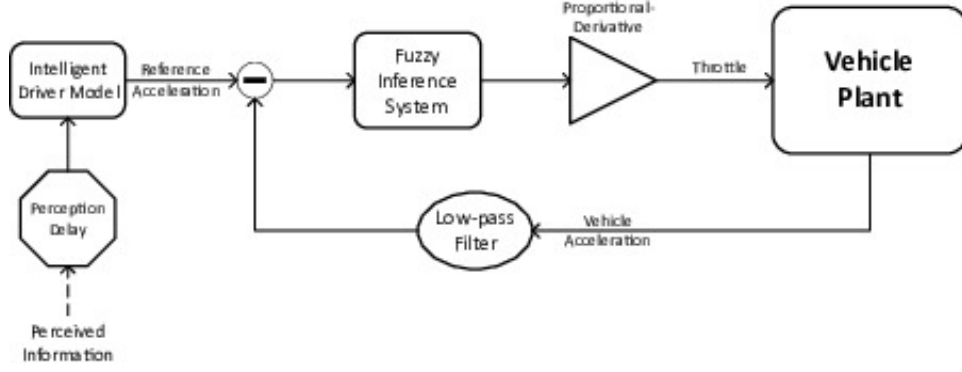 Proportional-
Derivative
Intelligent
Driver Model
Reference
Acceleration
Fuzzy
Inference
System
Throttle
Vehicle
Plant
Perception
Delay
Low-pass
Filter
Vehicle
Acceleration
Perceived
Information